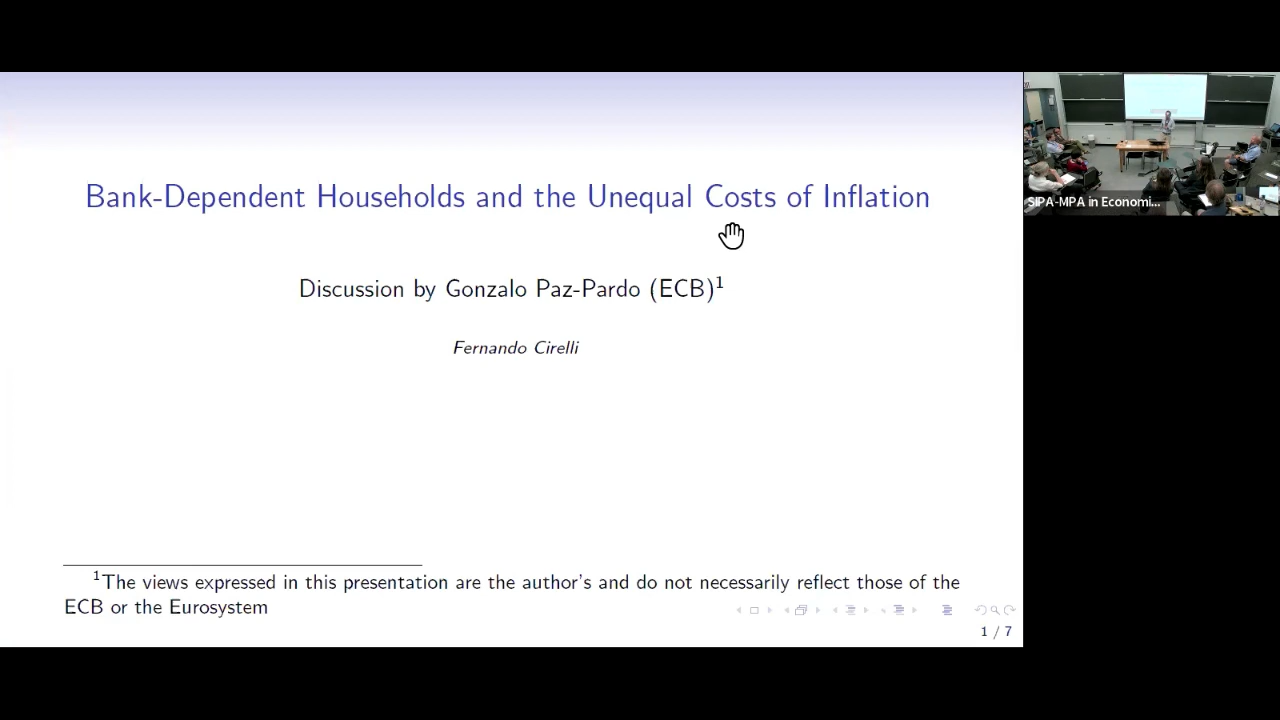 Bank-Dependent Households and the Unequal Costs of Inflation
Discussion by Gonzalo Paz-Pardo (ECB)¹
Fernando Cirelli
¹The views expressed in this presentation are the author's and do not necessarily reflect those of the
ECB or the Eurosystem
1 / 7
SIPA-MPA in Economi...